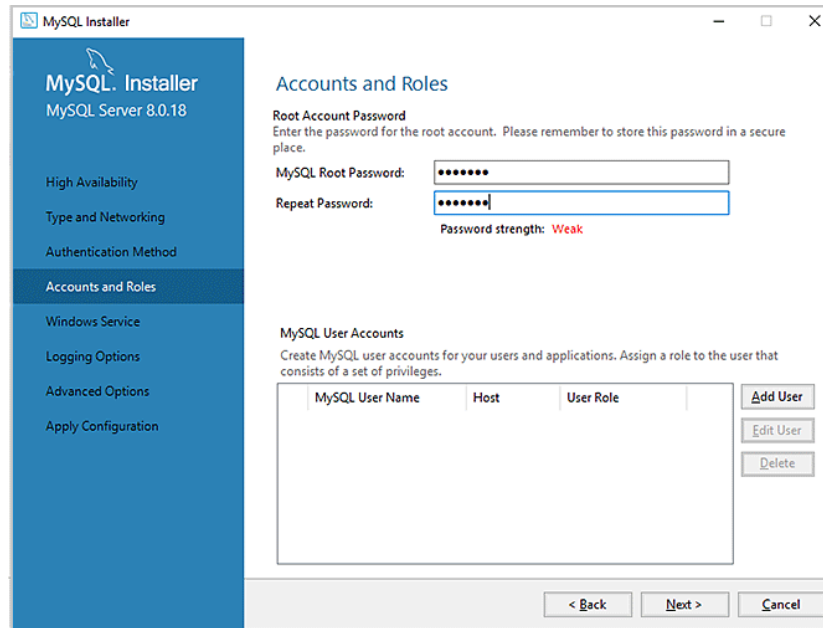 MySQL Installer
MySQL. Installer
MySQL Server 8.0.18
High Availability
Type and Networking
Authentication Method
Accounts and Roles
Windows Service
Logging Options
Advanced Options
Apply Configuration
Accounts and Roles
Root Account Password
Enter the password for the root account. Please remember to store this password in a secure
place.
MySQL Root Password: •••••••
Repeat Password: •••••••
Password strength: Weak
MySQL User Accounts
Create MySQL user accounts for your users and applications. Assign a role to the user that
consists of a set of privileges.
MySQL User Name Host User Role
Add User
Edit User
Delete
< Back Next > Cancel